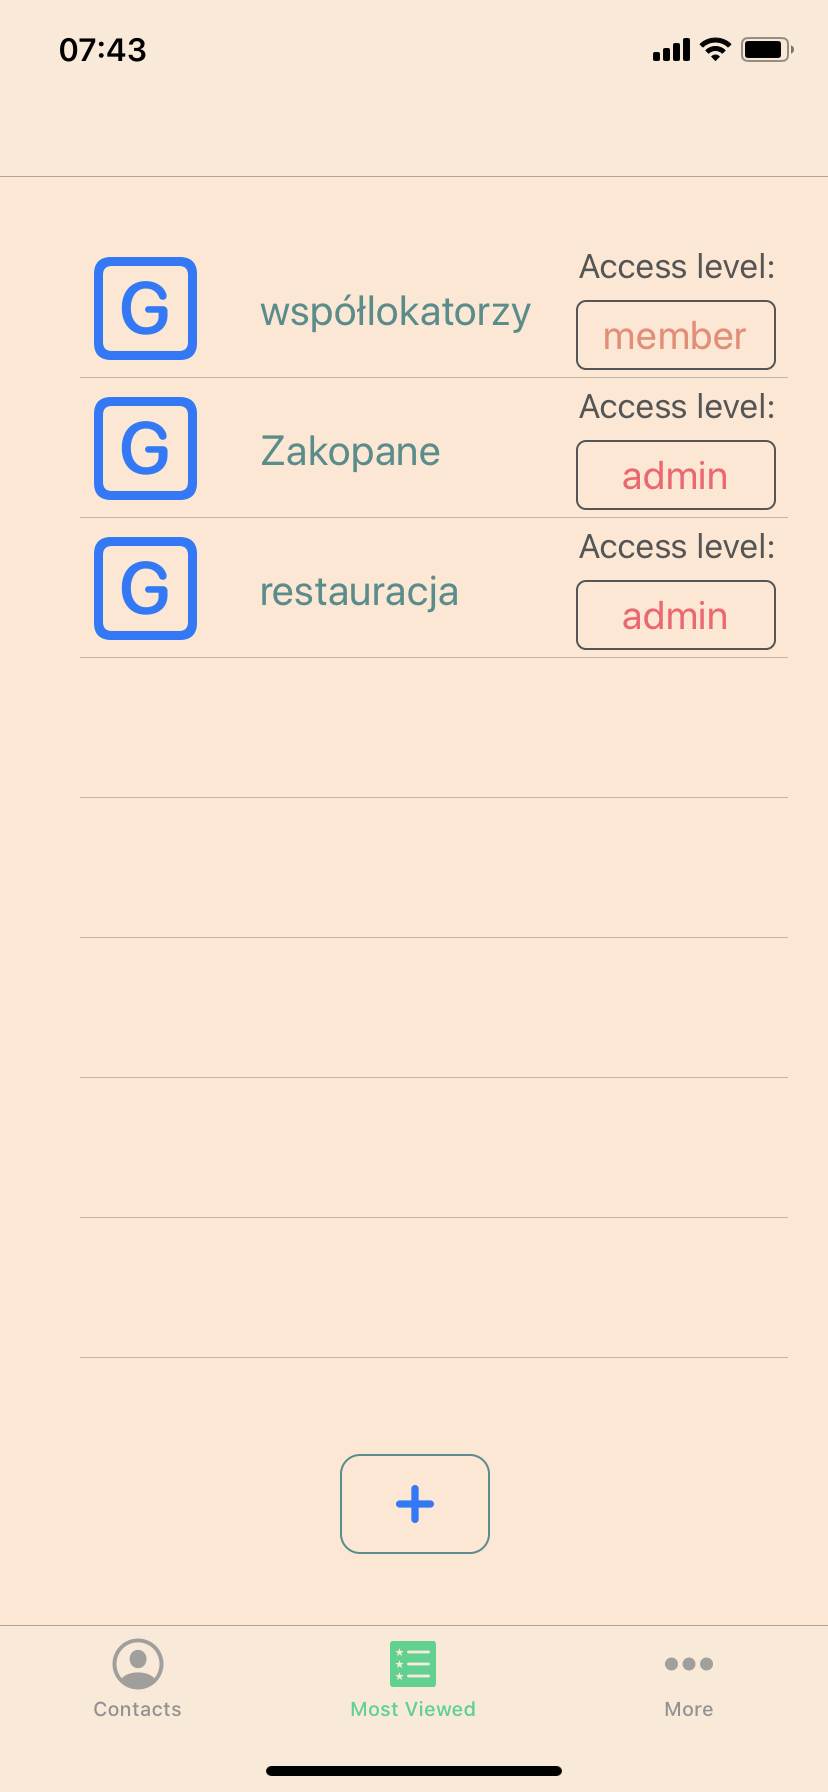 07:43
Access level:
G współlokatorzy member
Access level:
G Zakopane admin
Access level:
G restauracja admin
+
Contacts Most Viewed More